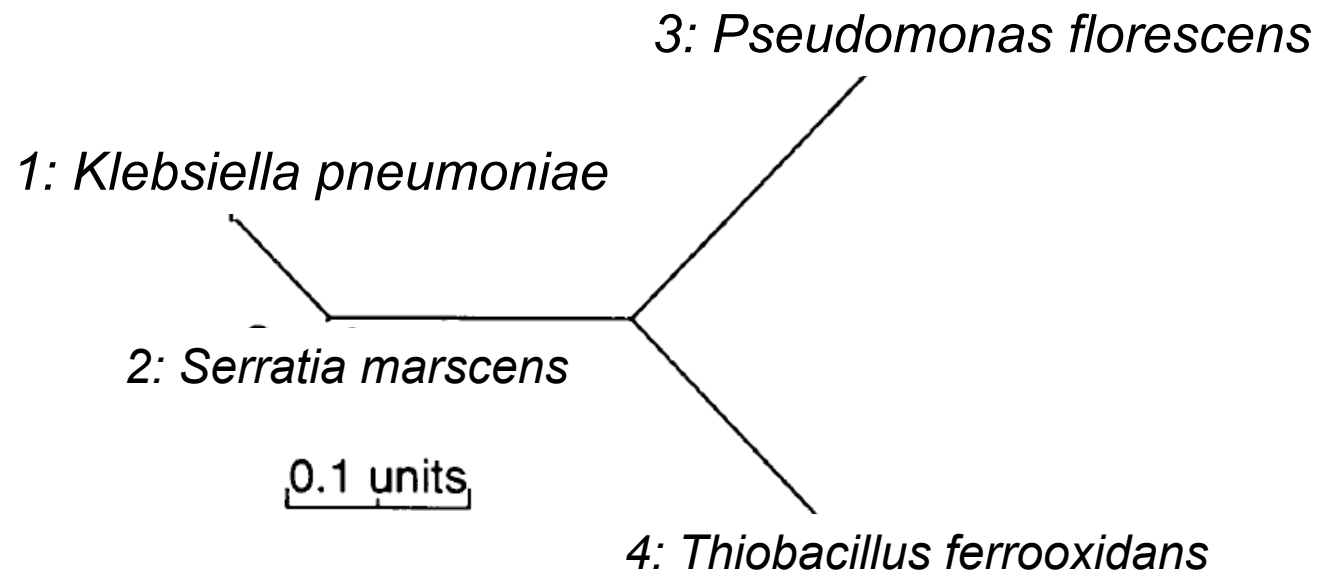 3: Pseudomonas florescens
1: Klebsiella pneumoniae
2: Serratia marscens
0.1 units
4: Thiobacillus ferrooxidans